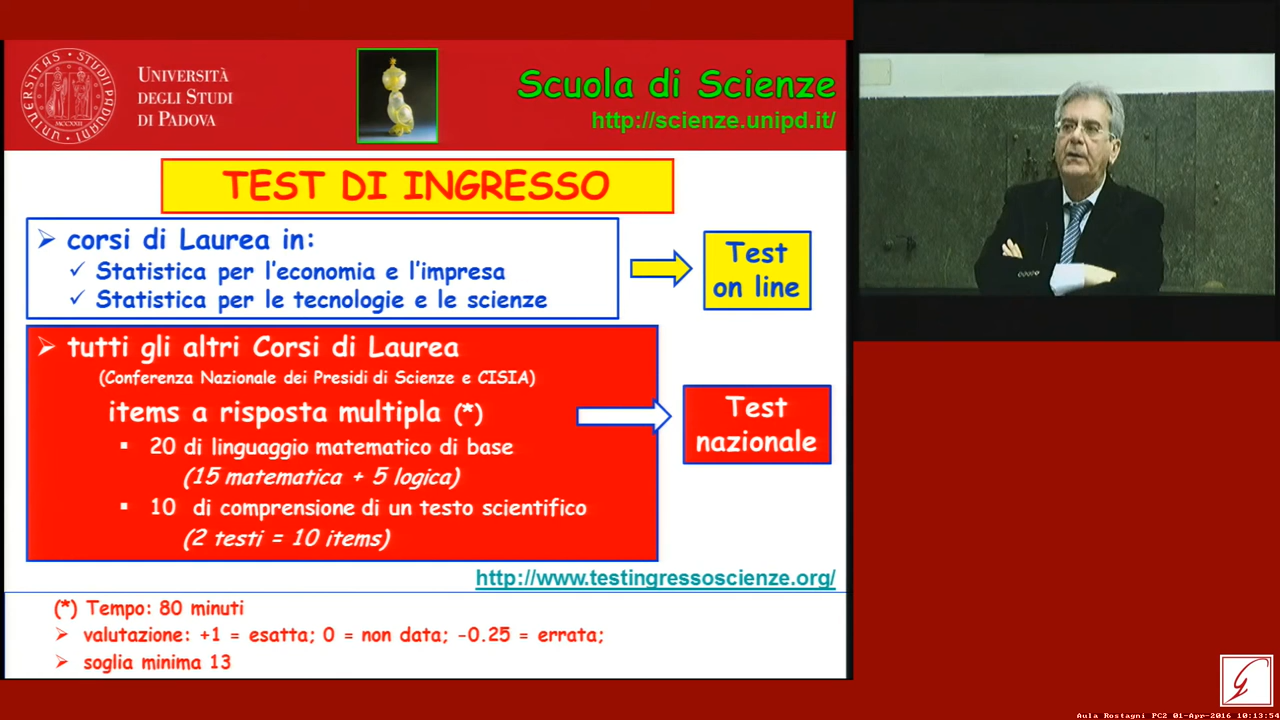 UNIVERSITÀ
DEGLI STUDI
DI PADOVA
UNIVERSITAS STUDII PADUANI
MCCXXII
Scuola di Scienze
http://scienze.unipd.it/
TEST DI INGRESSO
corsi di Laurea in:
Statistica per l'economia e l'impresa
Statistica per le tecnologie e le scienze
Test
on line
tutti gli altri Corsi di Laurea
(Conferenza Nazionale dei Presidi di Scienze e CISIA)
items a risposta multipla (*)
20 di linguaggio matematico di base
(15 matematica + 5 logica)
10 di comprensione di un testo scientifico
(2 testi = 10 items)
Test
nazionale
http://www.testingressoscienze.org/
(*) Tempo: 80 minuti
valutazione: +1 = esatta; 0 = non data; -0.25 = errata;
soglia minima 13
Aula Rostagni PC2 01-Apr-2016 10:13:54